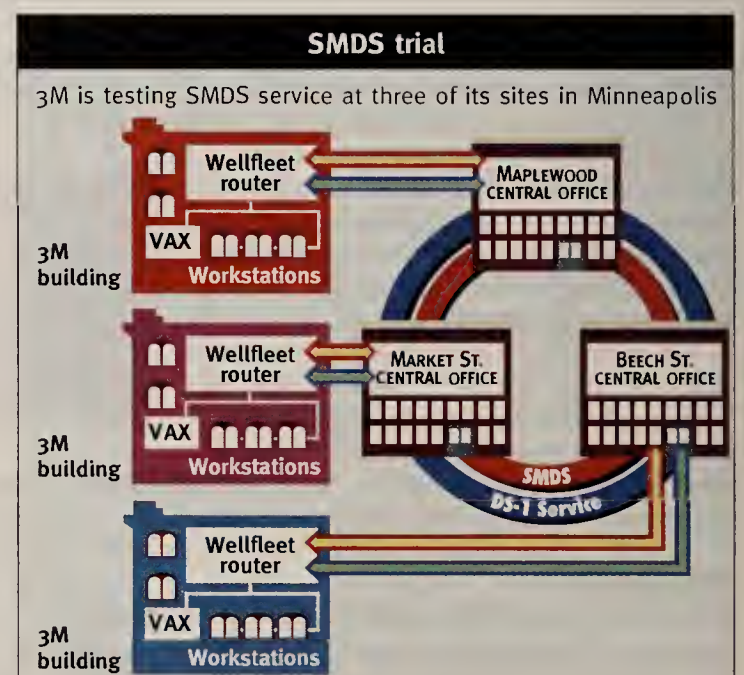 SMDS trial
3M is testing SMDS service at three of its sites in Minneapolis
Wellfleet
router
VAX
Workstations
3M
building
MAPLEWOOD
CENTRAL OFFICE
Wellfleet
router
VAX
Workstations
3M
building
MARKET ST.
CENTRAL OFFICE
BEECH ST.
CENTRAL OFFICE
SMDS
DS-1 Service
Wellfleet
router
VAX
Workstations
3M
building